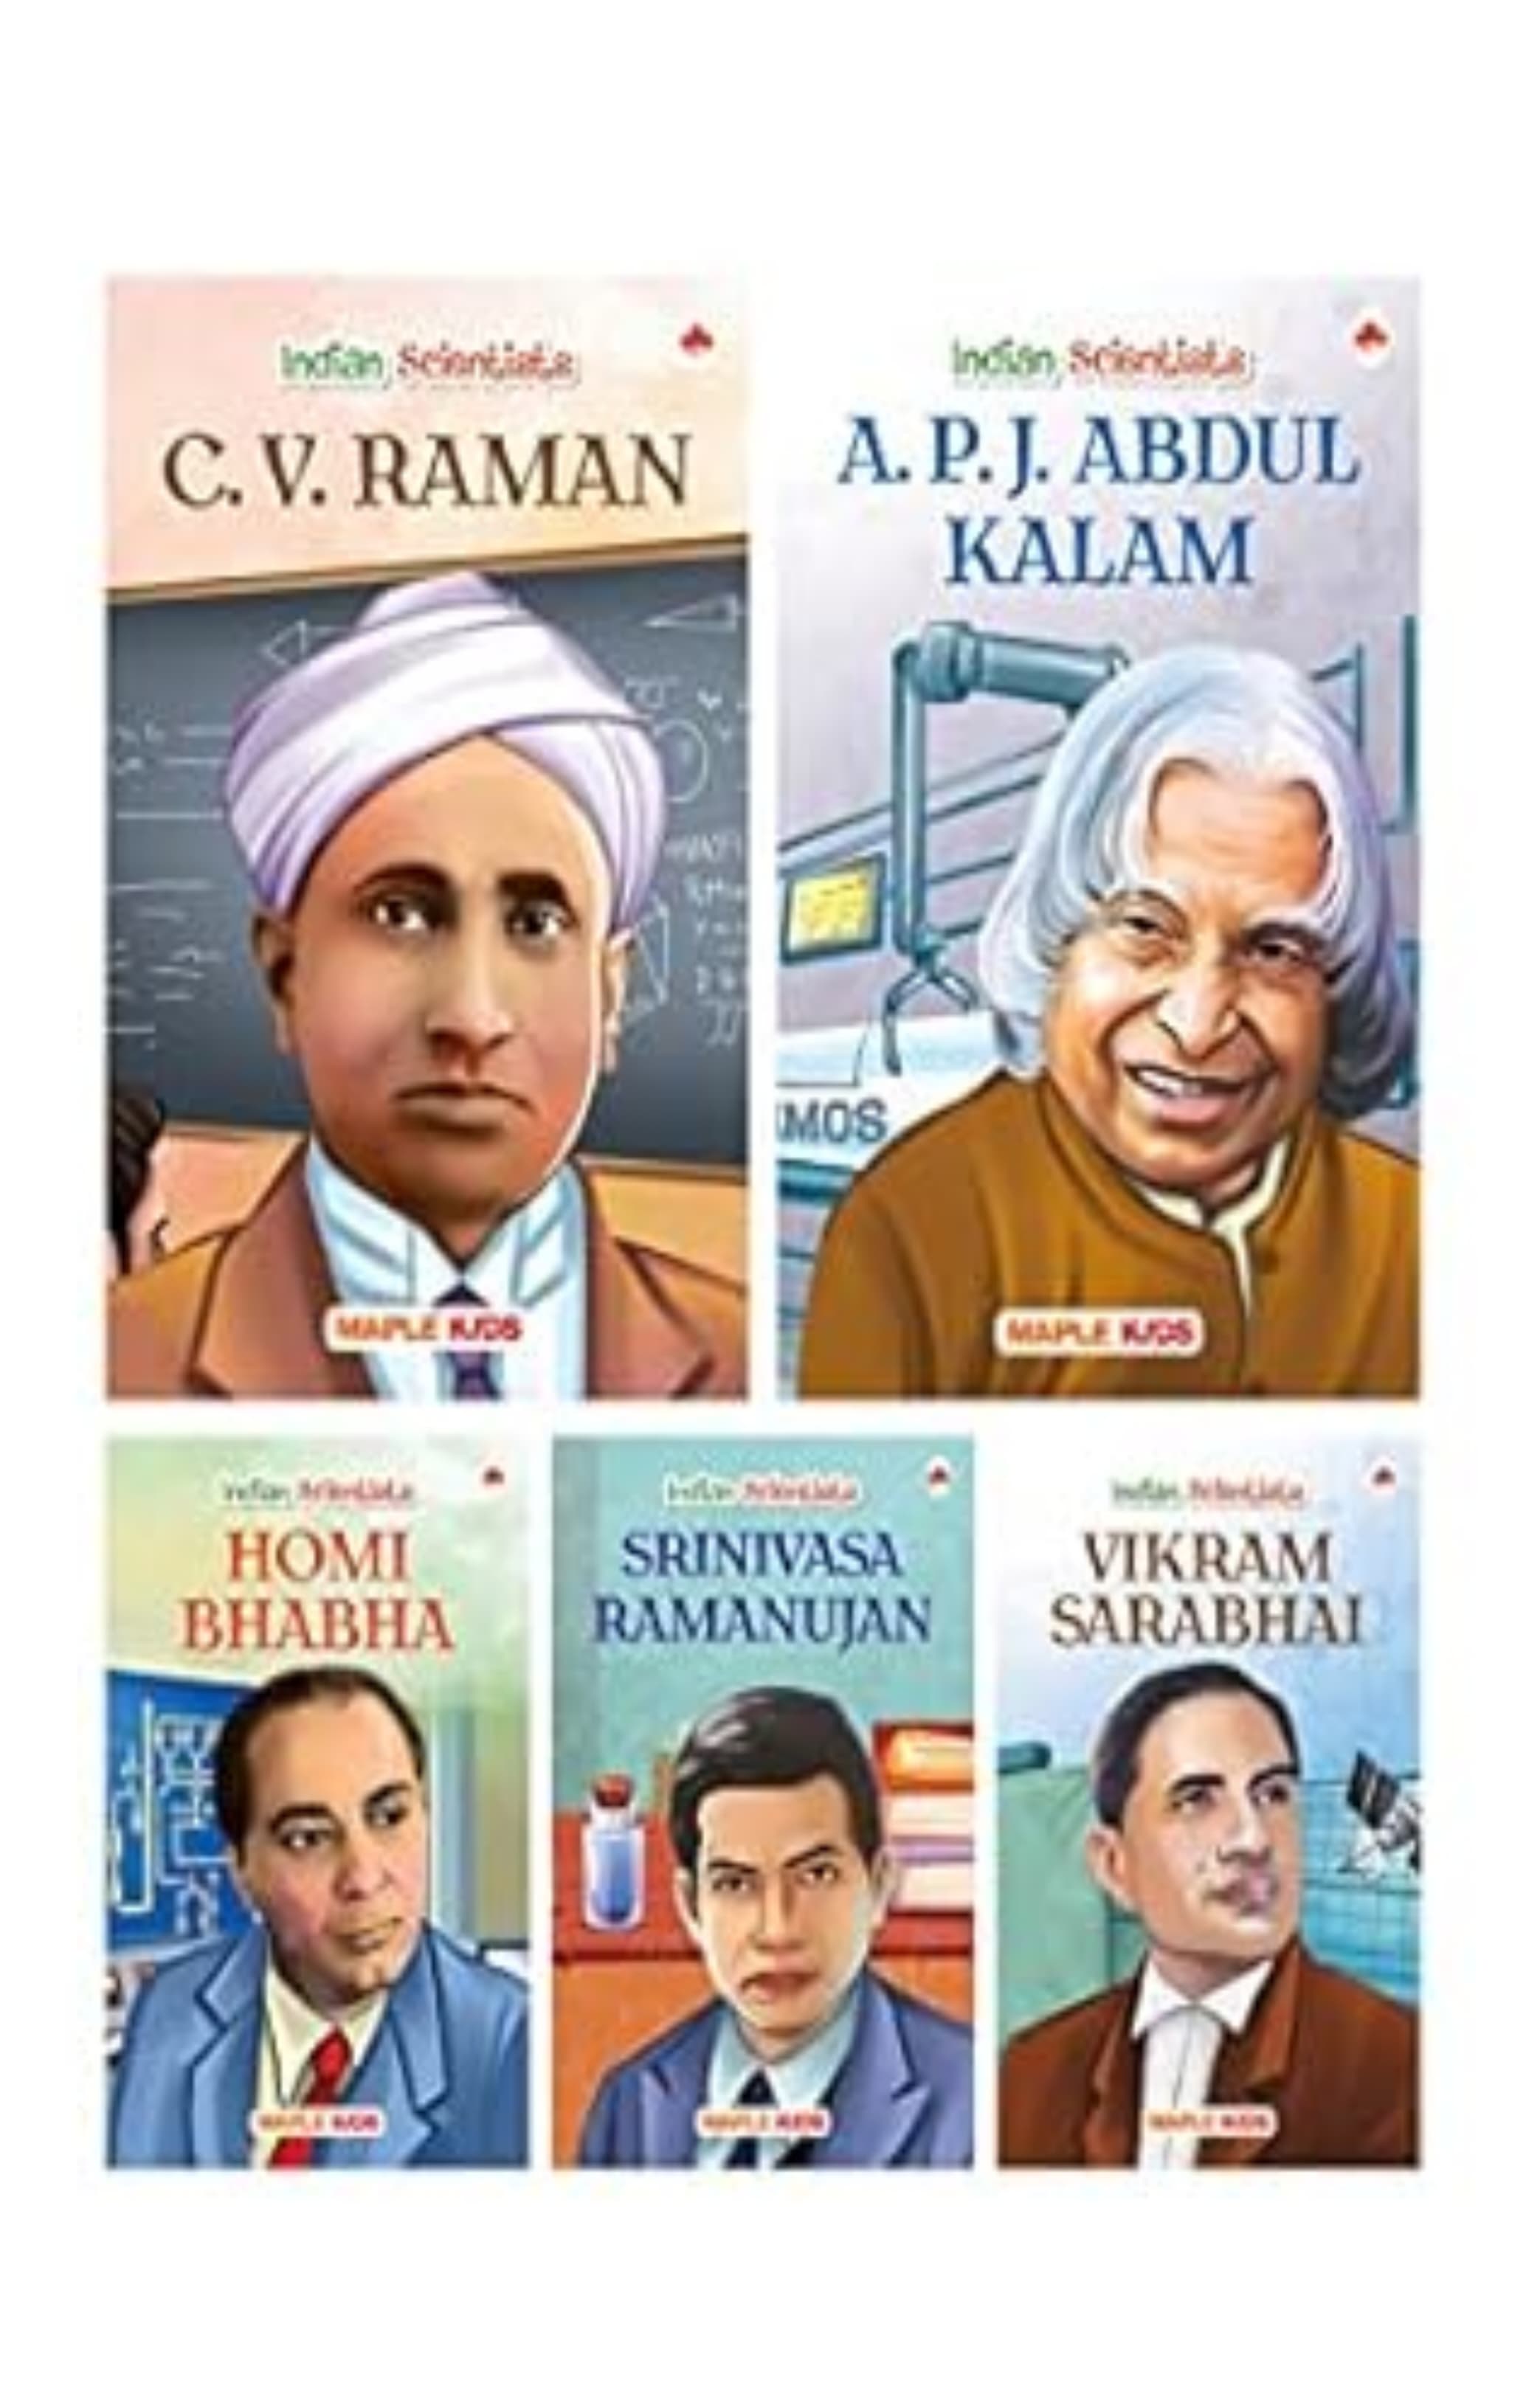 Indian Scientists
C. V. RAMAN
MAPLE KIDS
Indian Scientists
A. P. J. ABDUL
KALAM
MOS
MAPLE KIDS
Indian Scientists
HOMI
BHABHA
MAPLE KIDS
Indian Scientists
SRINIVASA
RAMANUJAN
MAPLE KIDS
Indian Scientists
VIKRAM
SARABHAI
MAPLE KIDS